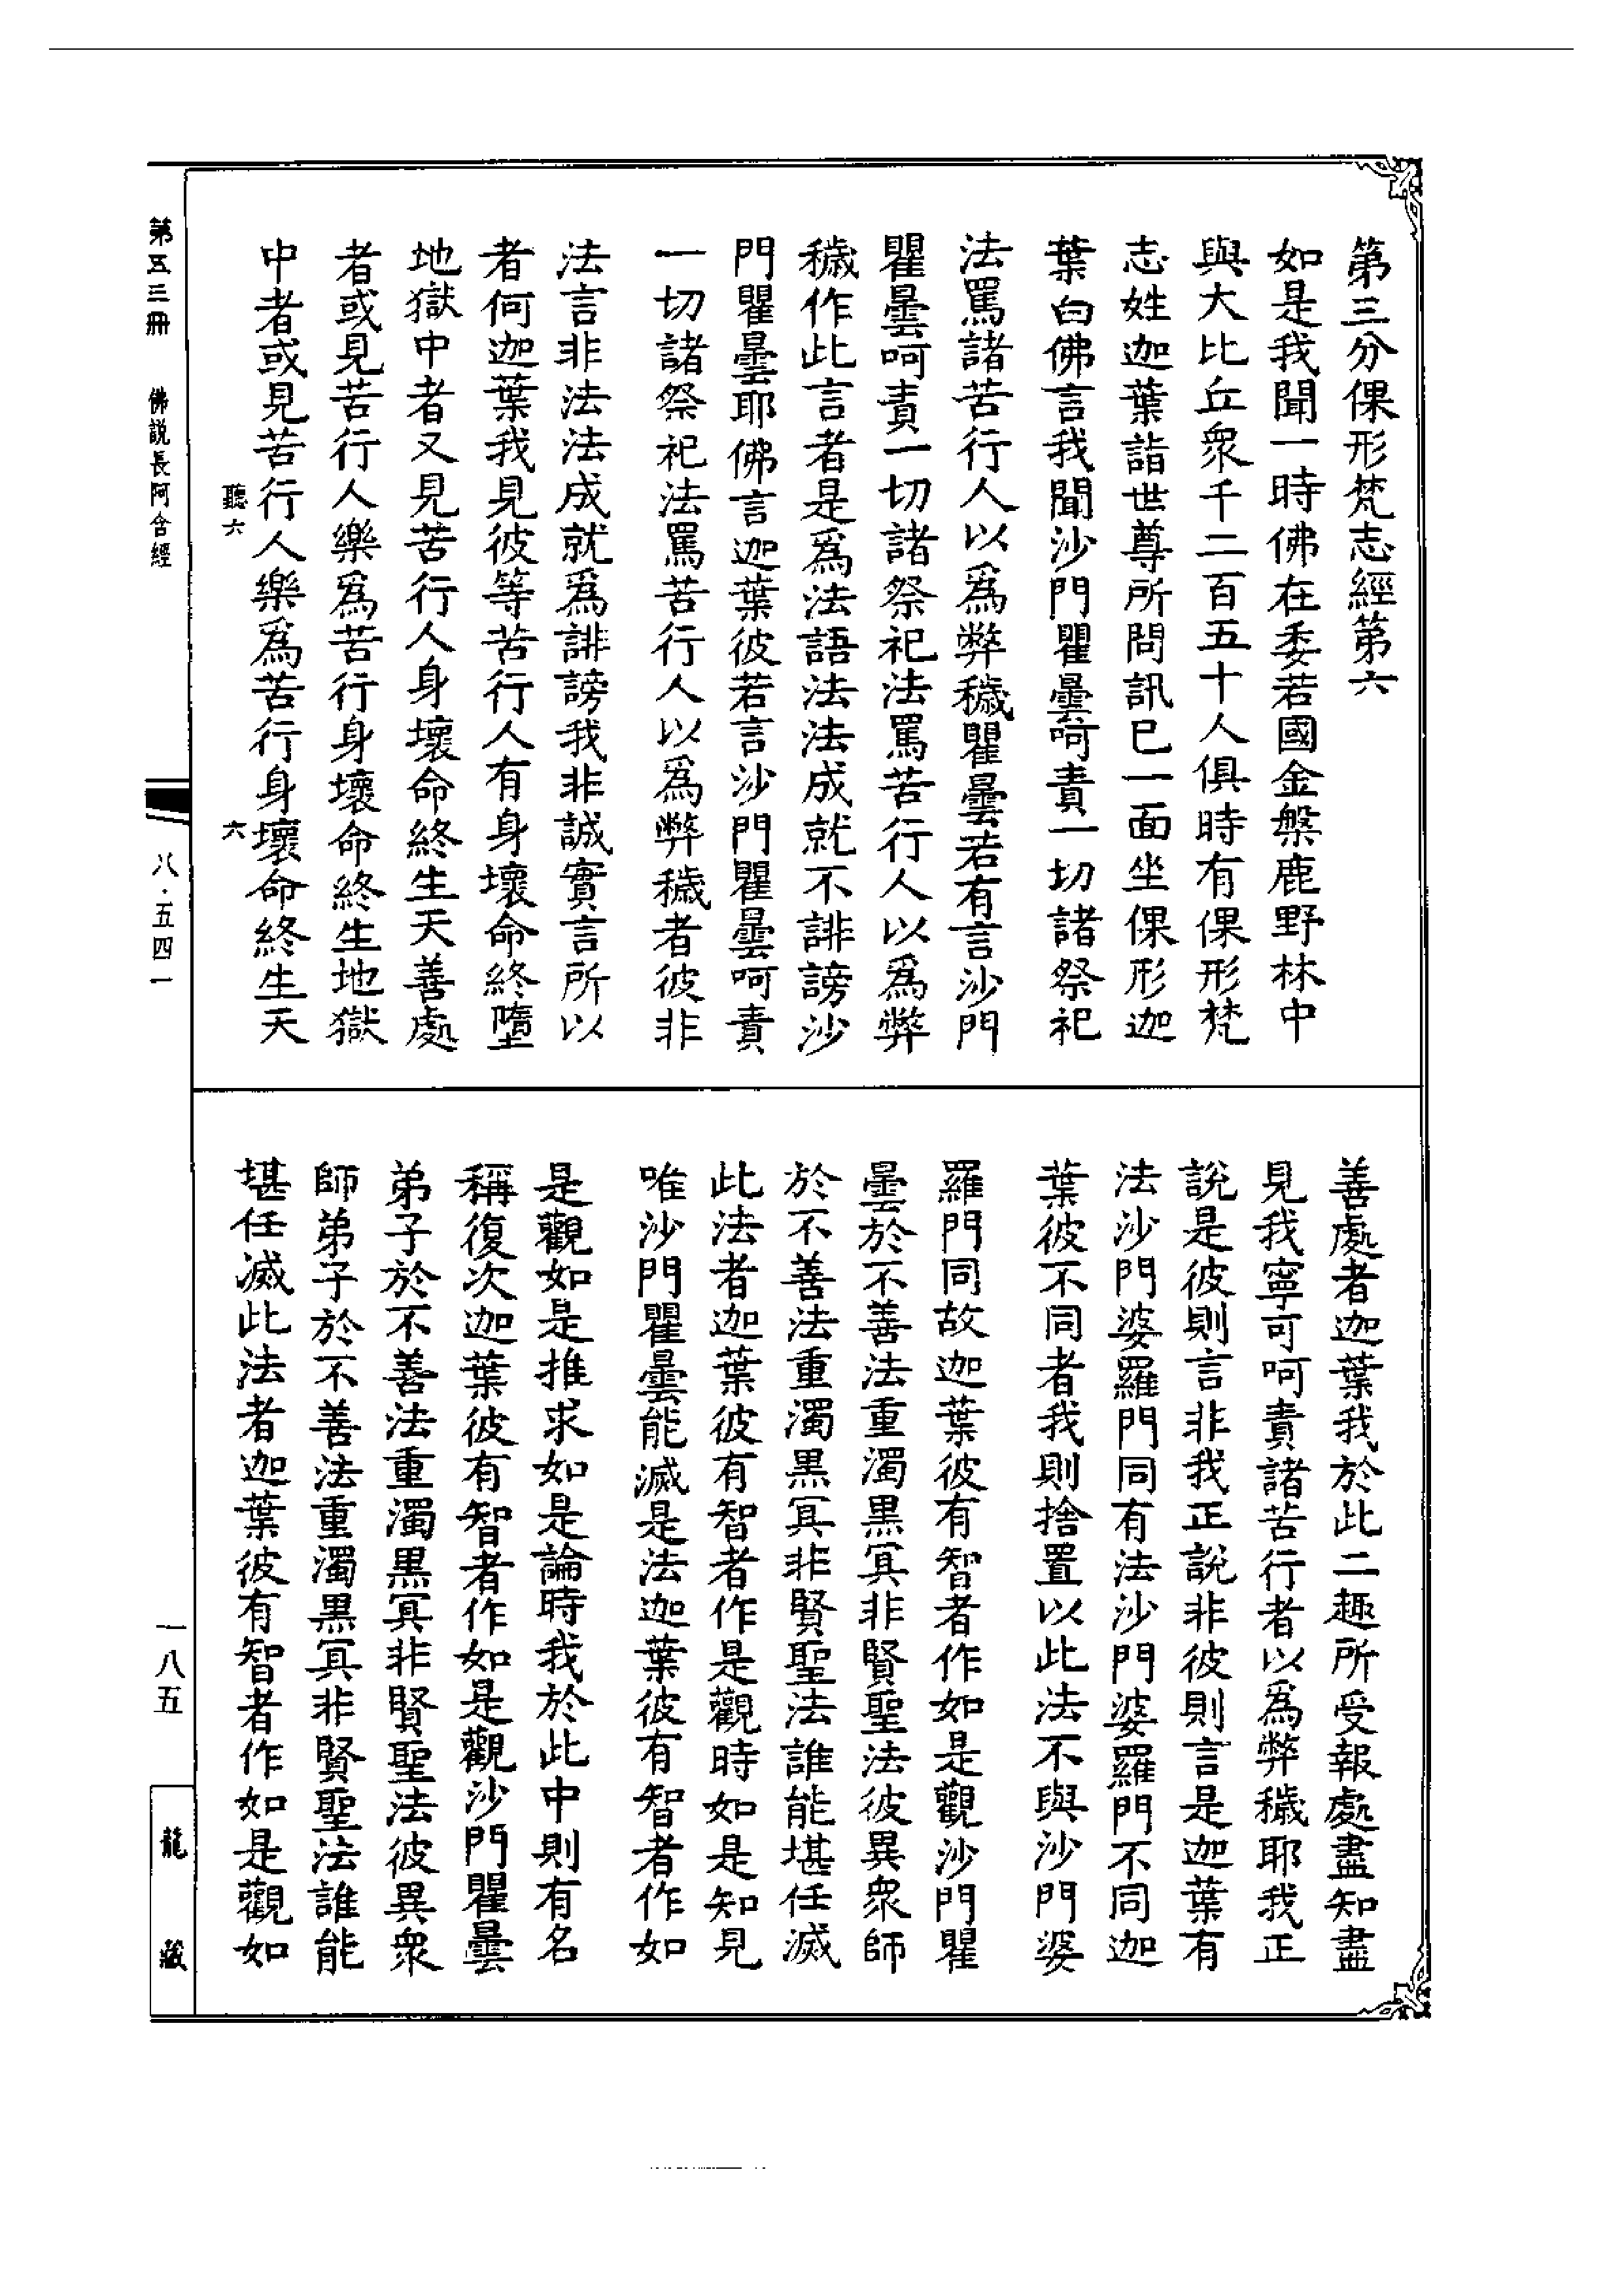 第三分倮形梵志經第六
如是我聞一時佛在委若國金槃鹿野林中
與大比丘衆千二百五十人俱時有倮形梵
志姓迦葉詣世尊所問訊已一面坐倮形迦
葉白佛言我聞沙門瞿曇呵責一切諸祭祀
法罵諸苦行人以爲弊穢瞿曇若有言沙門
瞿曇呵責一切諸祭祀法罵苦行人以爲弊
穢作此言者是爲法語法法成就不誹謗沙
門瞿曇耶佛言迦葉彼若言沙門瞿曇呵責
一切諸祭祀法罵苦行人以爲弊穢者彼非
法言非法法成就爲誹謗我非誠實言所以
者何迦葉我見彼等苦行人有身壞命終墮
地獄中者又見苦行人身壞命終生天善處
者或見苦行人樂爲苦行身壞命終生地獄
中者或見苦行人樂爲苦行身壞命終生天
聽六 六
善處者迦葉我於此二趣所受報處盡知盡
見我寧可呵責諸苦行者以爲弊穢耶我正
說是彼則言非我正說非彼則言是迦葉有
法沙門婆羅門同有法沙門婆羅門不同迦
葉彼不同者我則捨置以此法不與沙門婆
羅門同故迦葉彼有智者作如是觀沙門瞿
曇於不善法重濁黒冥非賢聖法彼異衆師
於不善法重濁黒冥非賢聖法誰能堪任滅
此法者迦葉彼有智者作是觀時如是知見
唯沙門瞿曇能滅是法迦葉彼有智者作如
是觀如是推求如是論時我於此中則有名
稱復次迦葉彼有智者作如是觀沙門瞿曇
弟子於不善法重濁黒冥非賢聖法彼異衆
師弟子於不善法重濁黒冥非賢聖法誰能
堪任滅此法者迦葉彼有智者作如是觀如
第五三冊 佛説長阿含經
八·五四一
一八五
龍藏